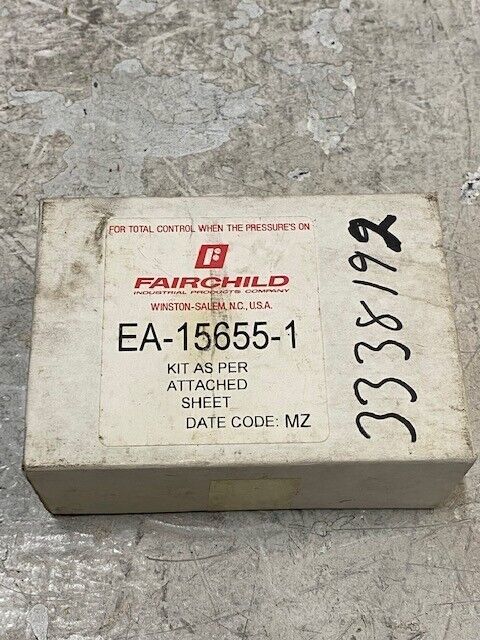 FOR TOTAL CONTROL WHEN THE PRESSURE'S ON
FAIRCHILD
INDUSTRIAL PRODUCTS COMPANY
WINSTON-SALEM, N.C., U.S.A.
EA-15655-1
KIT AS PER
ATTACHED
SHEET
DATE CODE: MZ
3338192